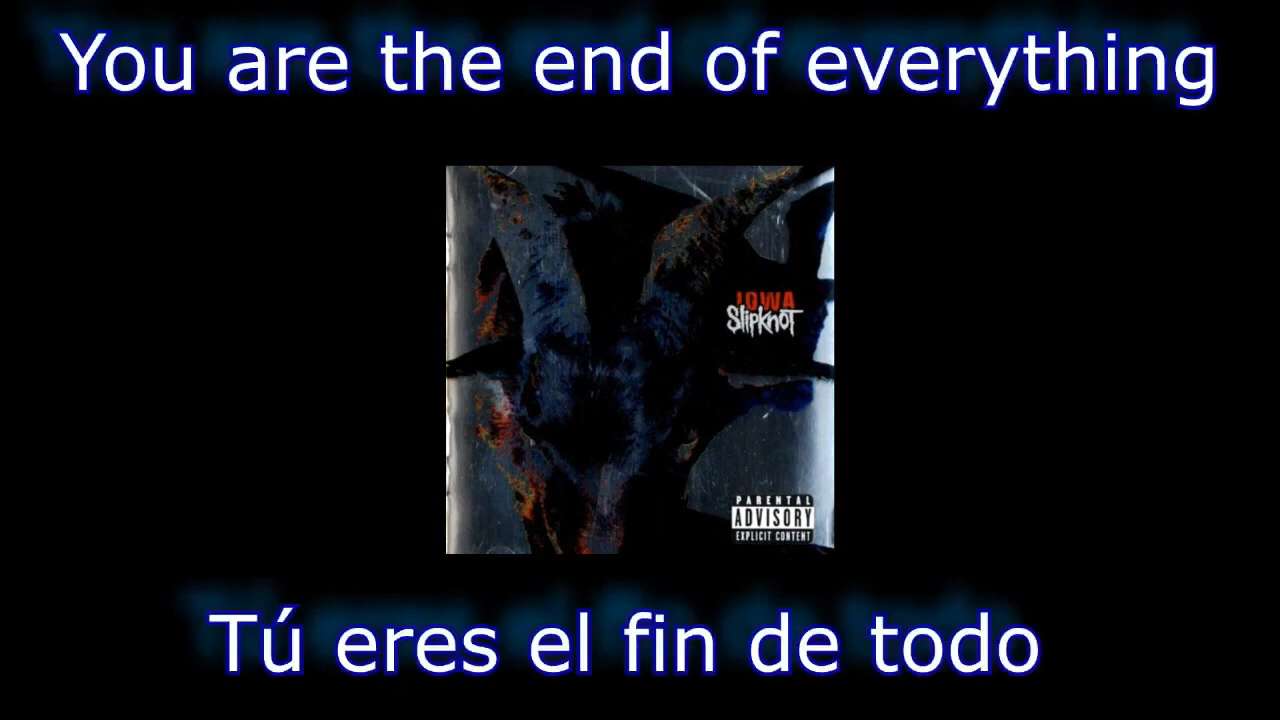 You are the end of everything
IOWA
Slipknot
PARENTAL
ADVISORY
EXPLICIT CONTENT
Tú eres el fin de todo